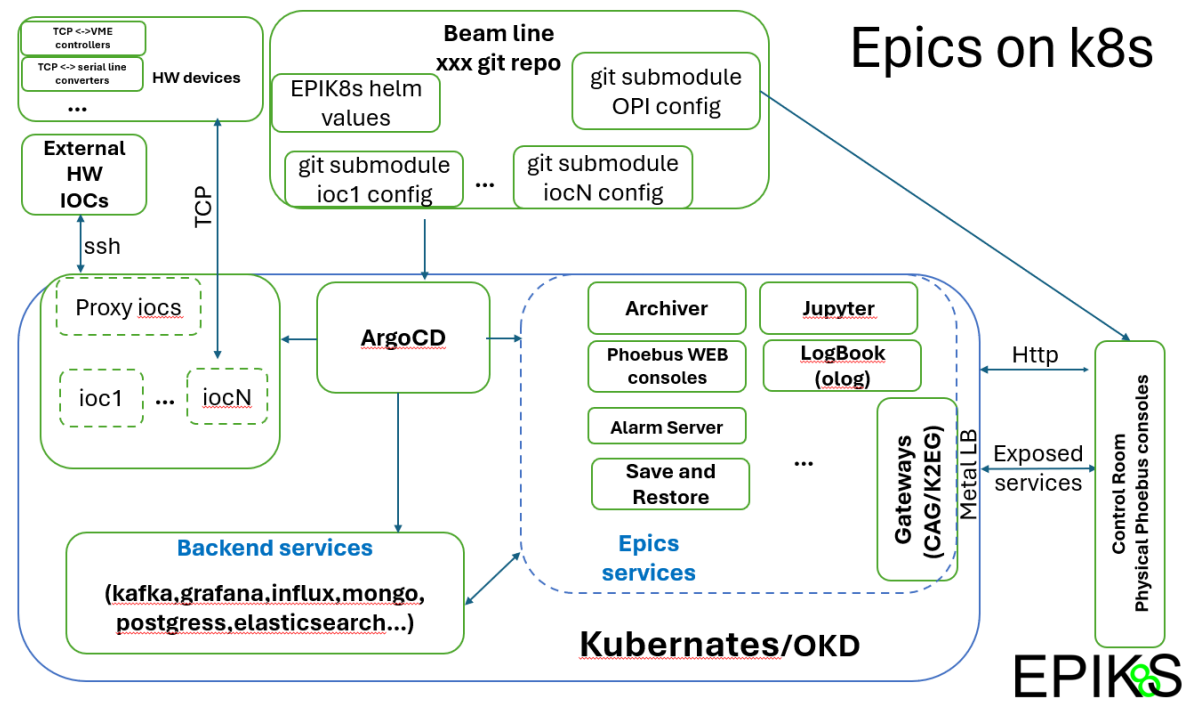 Epics on k8s
TCP <->VME
controllers
TCP <-> serial line
converters
...
HW devices
External
HW
IOCs
ssh
TCP
Beam line
xxx git repo
EPIK8s helm
values
git submodule
OPI config
git submodule
ioc1 config
...
git submodule
iocN config
Proxy iocs
ioc1
...
iocN
ArgoCD
Archiver
Jupyter
Phoebus WEB
consoles
LogBook
(olog)
Alarm Server
Save and
Restore
...
Epics
services
Gateways
(CAG/K2EG)
Metal LB
Http
Exposed
services
Control Room
Physical Phoebus consoles
Backend services
(kafka,grafana,influx,mongo,
postgress,elasticsearch...)
Kubernates/OKD
EPIK8S